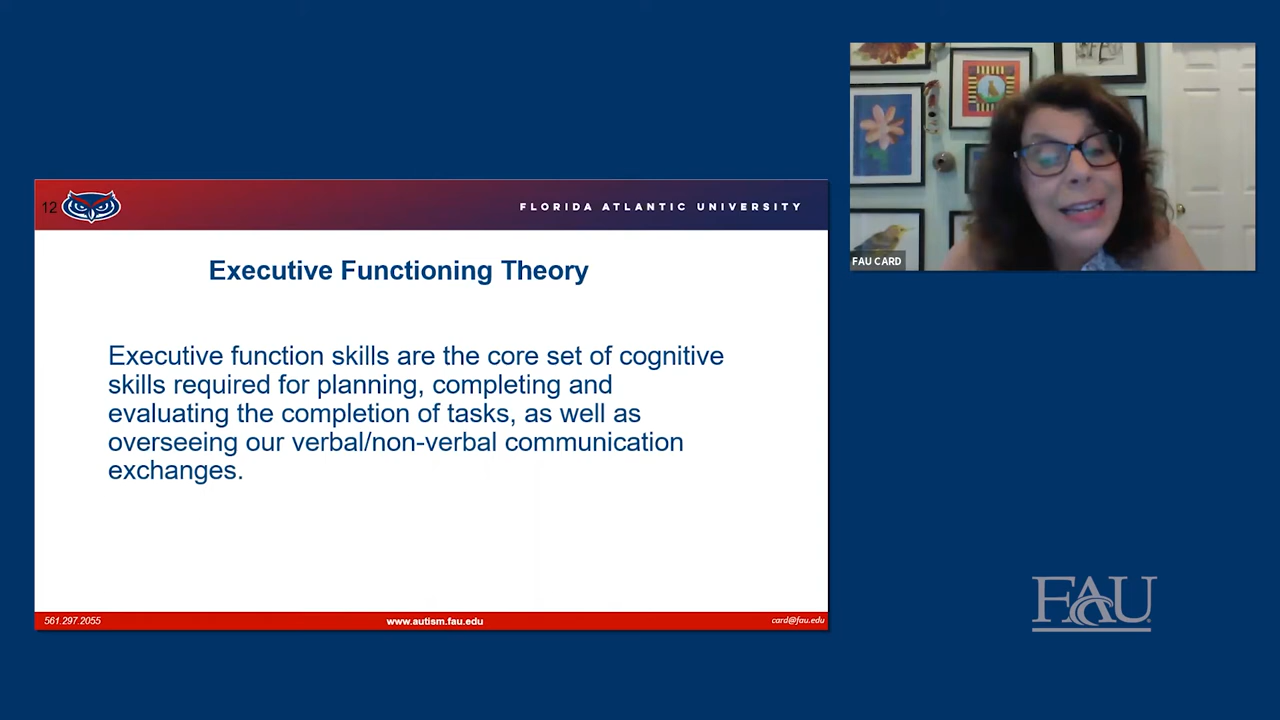 12
FLORIDA ATLANTIC UNIVERSITY
Executive Functioning Theory
Executive function skills are the core set of cognitive
skills required for planning, completing and
evaluating the completion of tasks, as well as
overseeing our verbal/non-verbal communication
exchanges.
561.297.2055
www.autism.fau.edu
card@fau.edu
FAU CARD
FAU